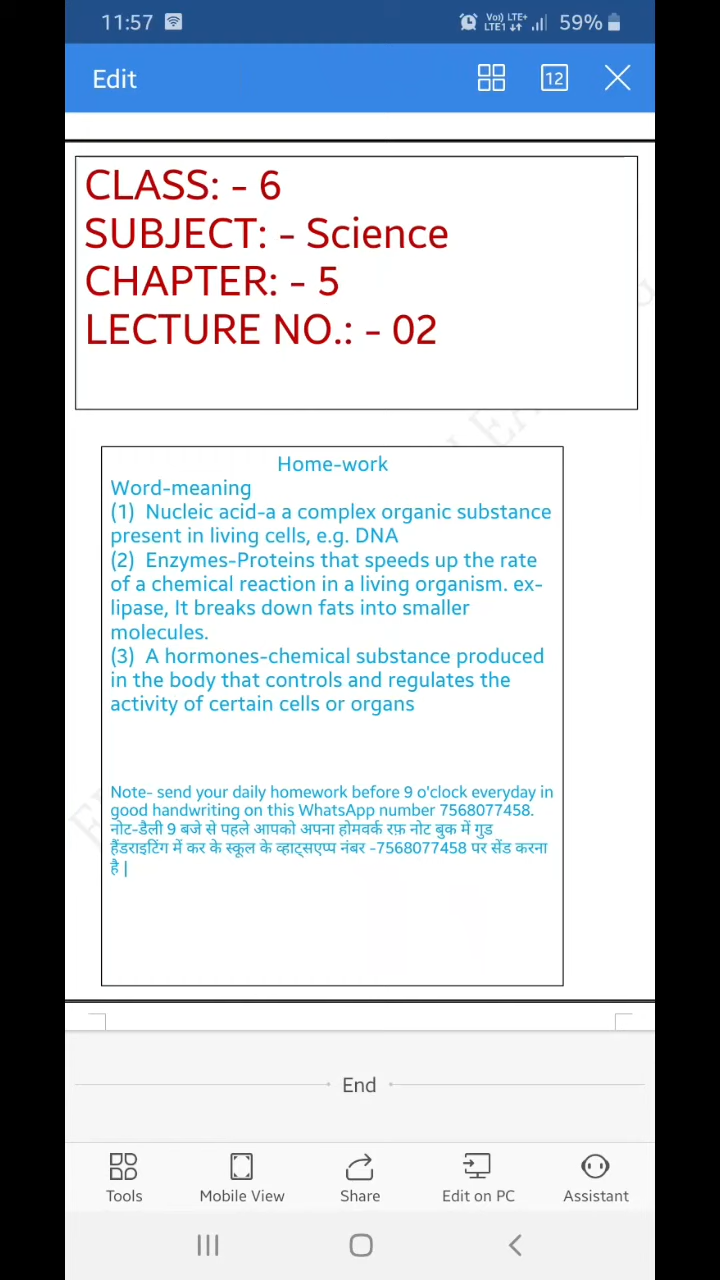 11:57
Vo) LTE+
LTE1 59%
Edit
12
CLASS: - 6
SUBJECT: - Science
CHAPTER: - 5
LECTURE NO.: - 02
Home-work
Word-meaning
(1) Nucleic acid-a a complex organic substance
present in living cells, e.g. DNA
(2) Enzymes-Proteins that speeds up the rate
of a chemical reaction in a living organism. ex-
lipase, It breaks down fats into smaller
molecules.
(3) A hormones-chemical substance produced
in the body that controls and regulates the
activity of certain cells or organs
Note- send your daily homework before 9 o'clock everyday in
good handwriting on this WhatsApp number 7568077458.
नोट-डैली 9 बजे से पहले आपको अपना होमवर्क रफ़ नोट बुक में गुड
हैंडराइटिंग में कर के स्कूल के व्हाट्सएप्प नंबर -7568077458 पर सेंड करना
है |
End
Tools Mobile View Share Edit on PC Assistant